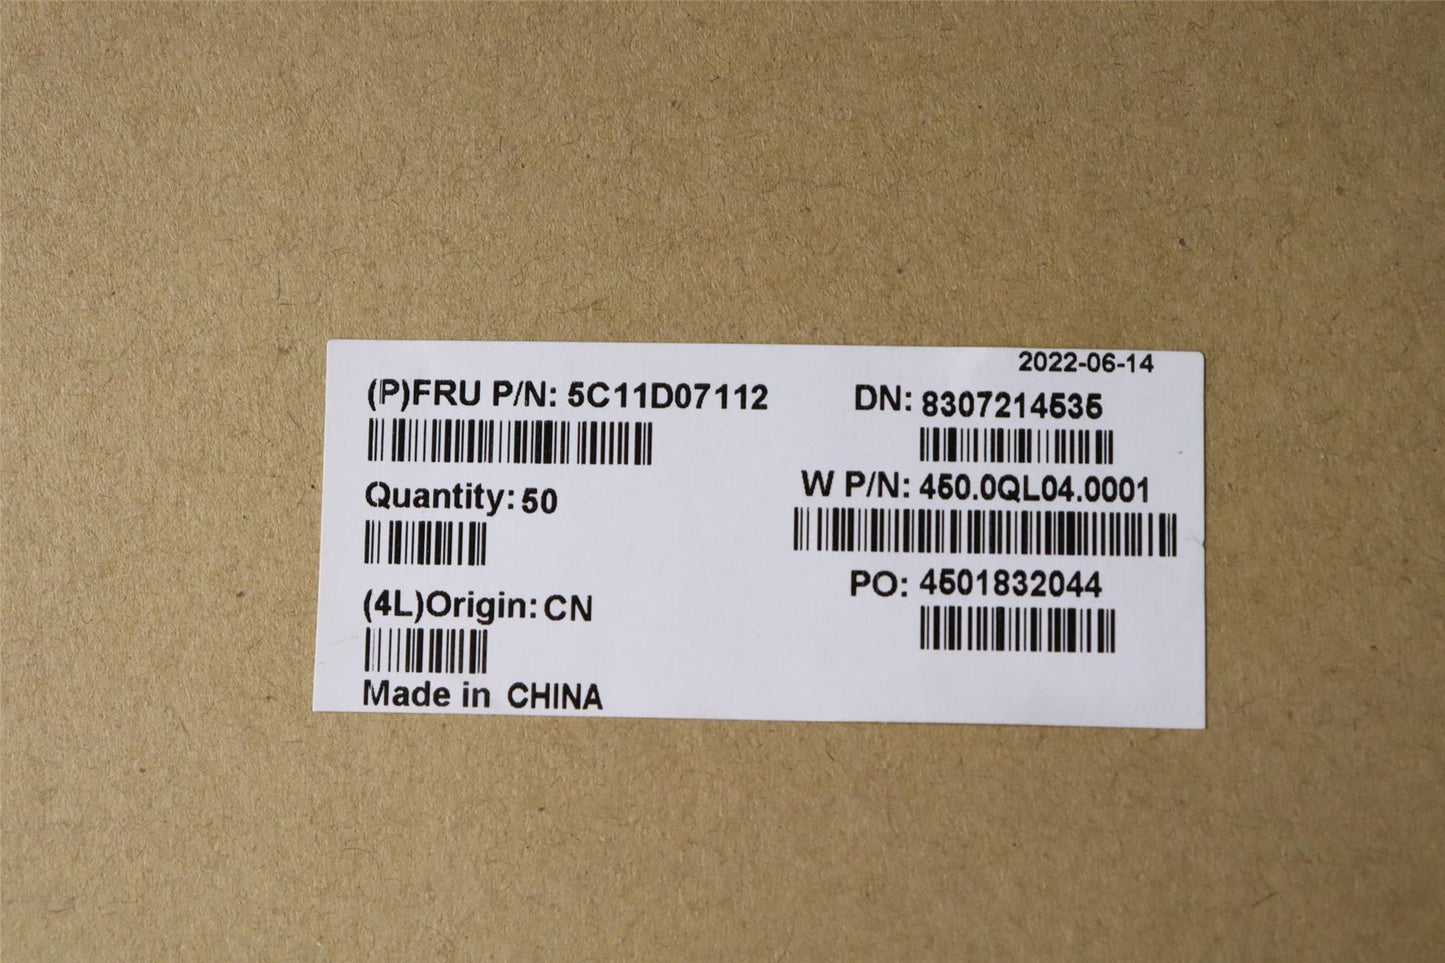 2022-06-14
(P)FRU P/N: 5C11D07112
DN: 8307214535
Quantity: 50
W P/N: 450.0QL04.0001
(4L)Origin: CN
PO: 4501832044
Made in CHINA